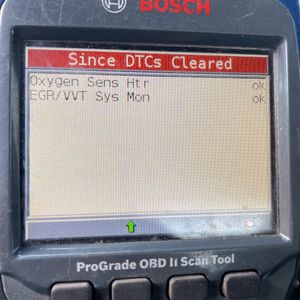 BOSCH
Since DTCs Cleared
Oxygen Sens Htr ok
EGR/VVT Sys Mon ok
ProGrade OBD II Scan Tool